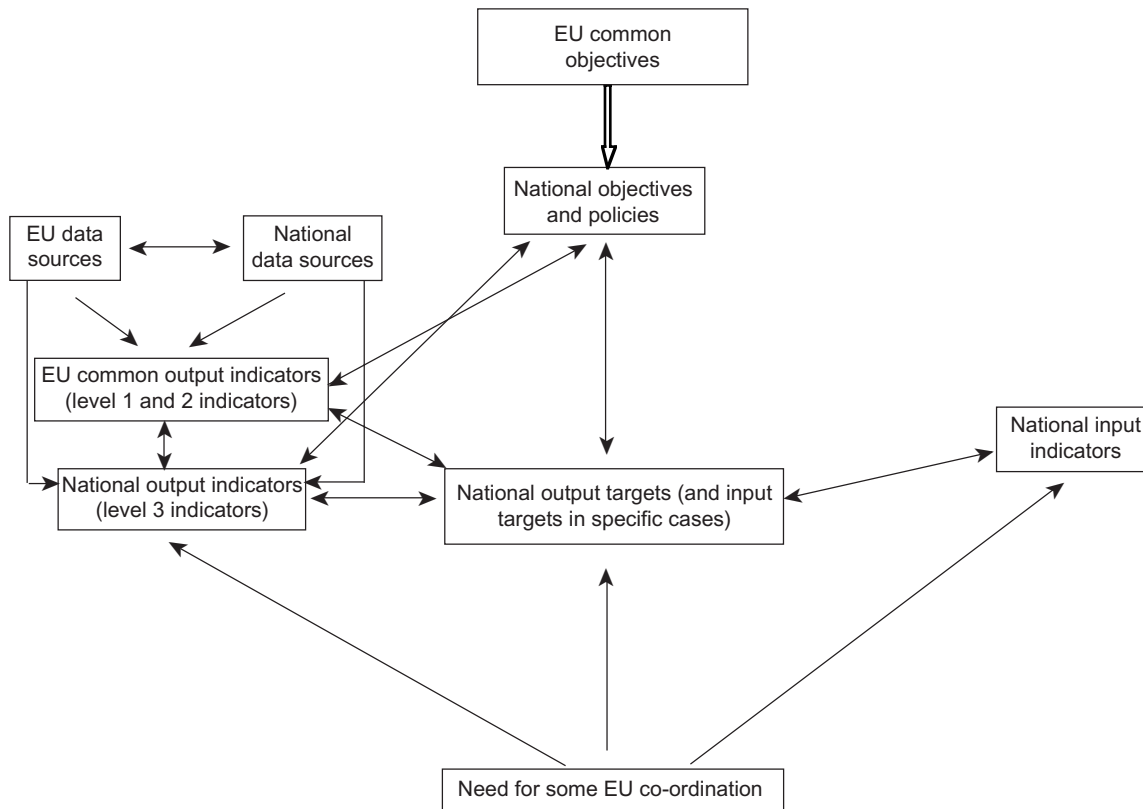 EU common
objectives
National objectives
and policies
EU data
sources
National
data sources
EU common output indicators
(level 1 and 2 indicators)
National input
indicators
National output indicators
(level 3 indicators)
National output targets (and input
targets in specific cases)
Need for some EU co-ordination